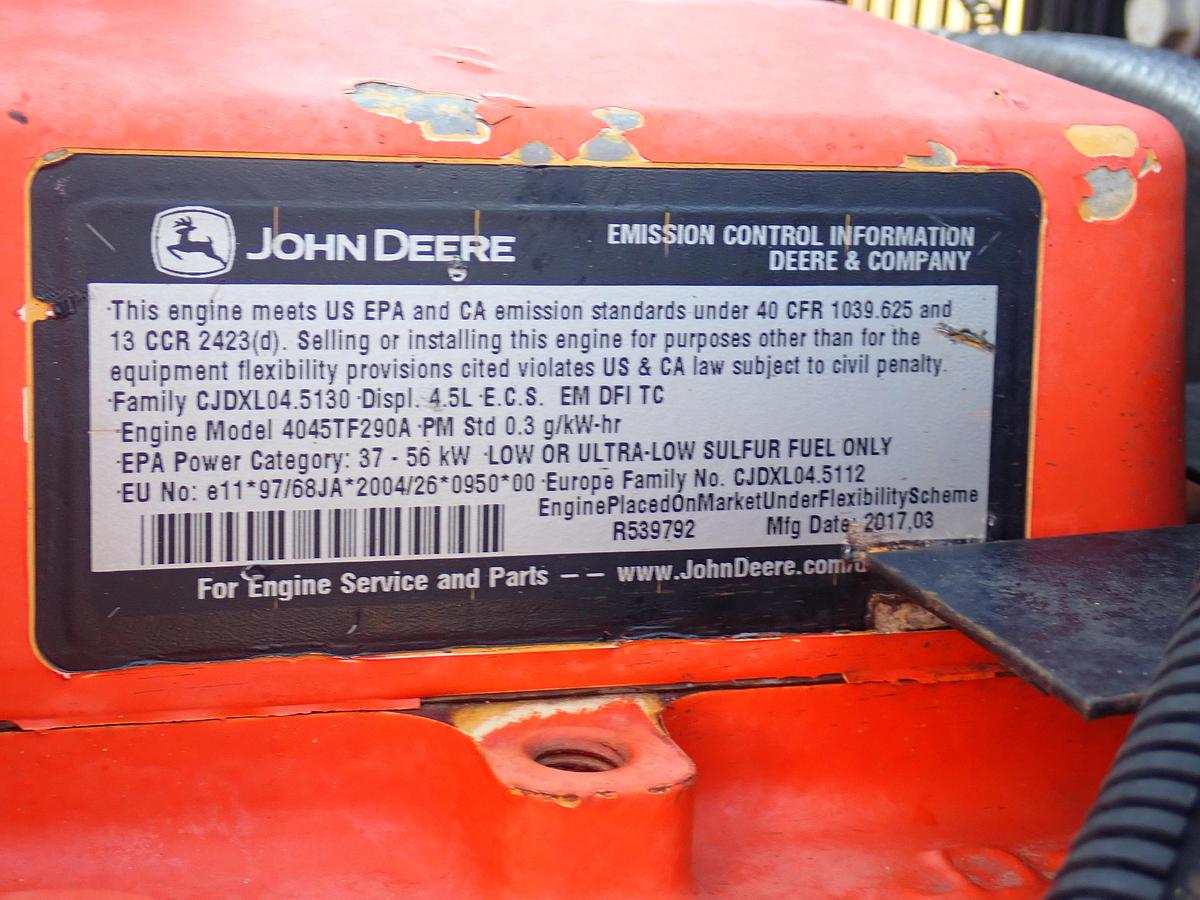 JOHN DEERE
EMISSION CONTROL INFORMATION
DEERE & COMPANY
·This engine meets US EPA and CA emission standards under 40 CFR 1039.625 and
13 CCR 2423(d). Selling or installing this engine for purposes other than for the
equipment flexibility provisions cited violates US & CA law subject to civil penalty.
·Family CJDXL04.5130 ·Displ. 4.5L ·E.C.S. EM DFI TC
·Engine Model 4045TF290A ·PM Std 0.3 g/kW-hr
·EPA Power Category: 37 - 56 kW ·LOW OR ULTRA-LOW SULFUR FUEL ONLY
·EU No: e11*97/68JA*2004/26*0950*00 ·Europe Family No. CJDXL04.5112
EnginePlacedOnMarketUnderFlexibilityScheme
R539792 Mfg Date: 2017,03
For Engine Service and Parts -- www.JohnDeere.com/